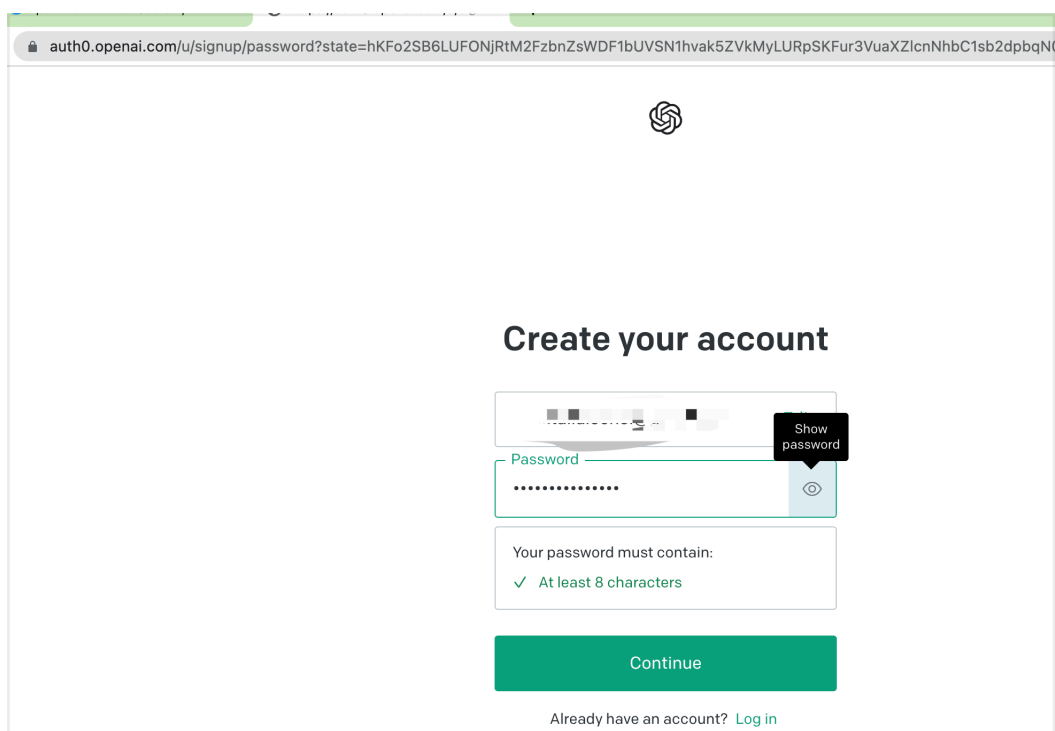 auth0.openai.com/u/signup/password?state=hKFo2SB6LUFONjRtM2FzbnZsWDF1bUVSN1hvak5ZVkMyLURpSKFur3VuaXZlcnNhbC1sb2dpbqN0
Create your account
Show
password
Password
Your password must contain:
✓ At least 8 characters
Continue
Already have an account? Log in